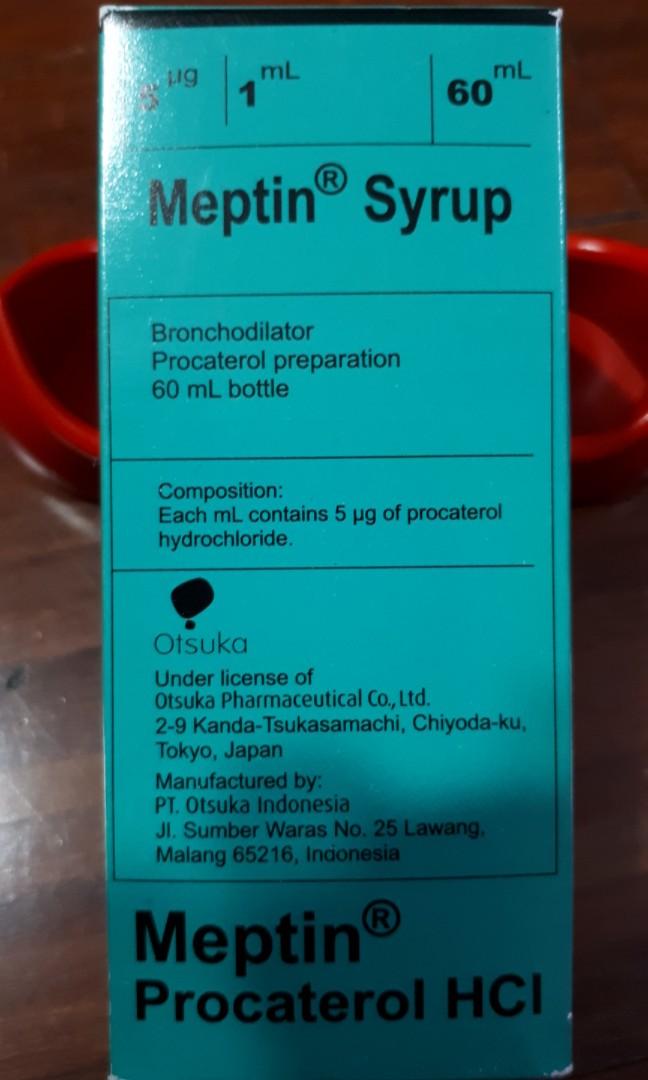 5 µg 1 mL 60 mL
Meptin® Syrup
Bronchodilator
Procaterol preparation
60 mL bottle
Composition:
Each mL contains 5 µg of procaterol
hydrochloride.
Otsuka
Under license of
Otsuka Pharmaceutical Co., Ltd.
2-9 Kanda-Tsukasamachi, Chiyoda-ku,
Tokyo, Japan
Manufactured by:
PT. Otsuka Indonesia
Jl. Sumber Waras No. 25 Lawang,
Malang 65216, Indonesia
Meptin®
Procaterol HCl